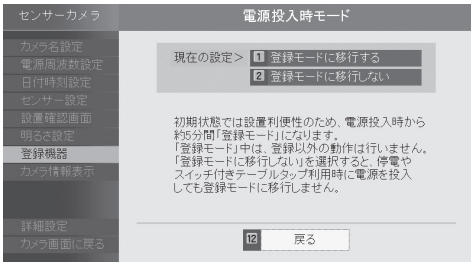 センサーカメラ
電源投入時モード
カメラ名設定
電源周波数設定
日付時刻設定
センサー設定
設置確認画面
明るさ設定
登録機器
カメラ情報表示
詳細設定
カメラ画面に戻る
現在の設定> 1 登録モードに移行する
2 登録モードに移行しない
初期状態では設置利便性のため、電源投入時から
約5分間「登録モード」になります。
「登録モード」中は、登録以外の動作は行いません。
「登録モードに移行しない」を選択すると、停電や
スイッチ付きテーブルタップ利用時に電源を投入
しても登録モードに移行しません。
12 戻る